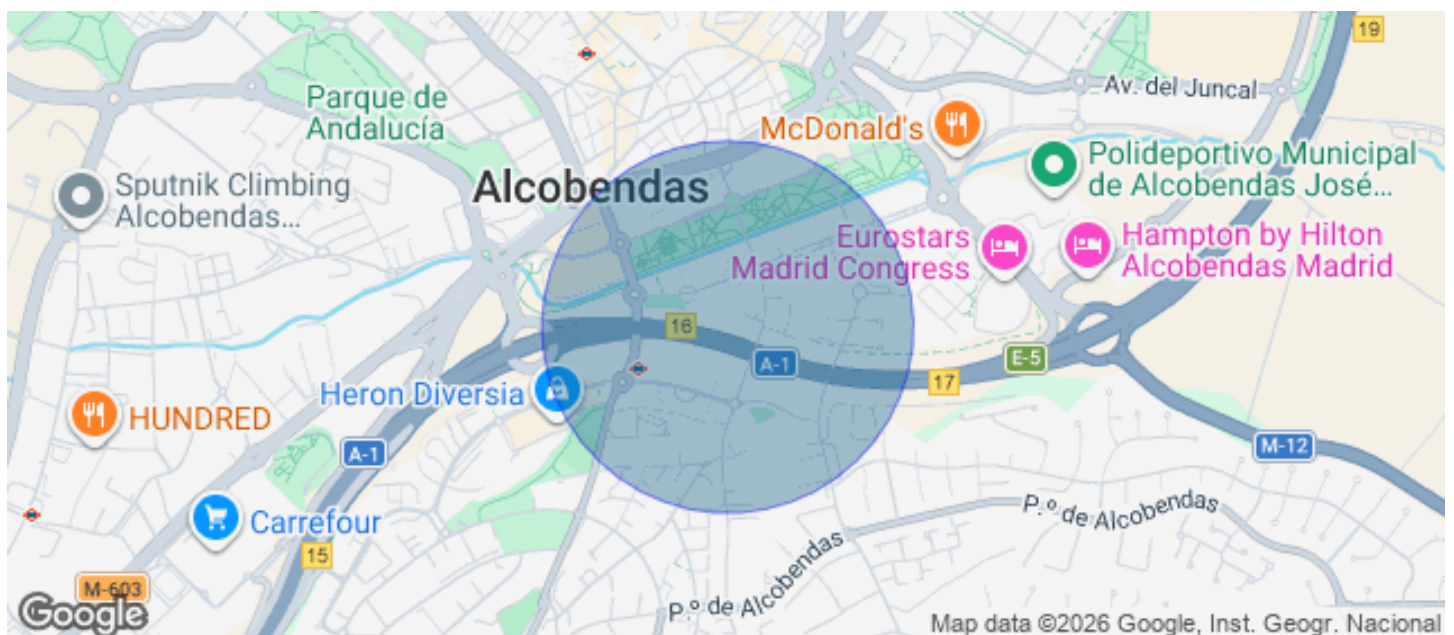 19
Av. del Juncal
Parque de
Andalucía
McDonald's
Polideportivo Municipal
de Alcobendas José...
Sputnik Climbing
Alcobendas...
Alcobendas
Eurostars
Madrid Congress
Hampton by Hilton
Alcobendas Madrid
16
A-1
E-5
17
Heron Diversia
HUNDRED
A-1
M-12
Carrefour
P.º de Alcobendas
15
M-603
P.º de Alcobendas
Google
Map data ©2026 Google, Inst. Geogr. Nacional